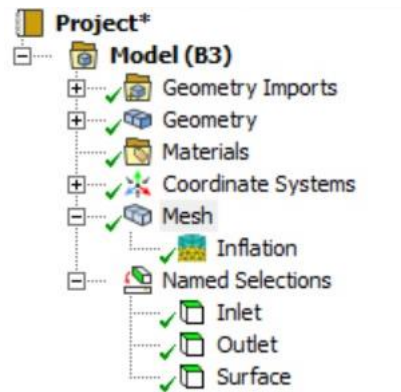 Project*
Model (B3)
Geometry Imports
Geometry
Materials
Coordinate Systems
Mesh
Inflation
Named Selections
Inlet
Outlet
Surface